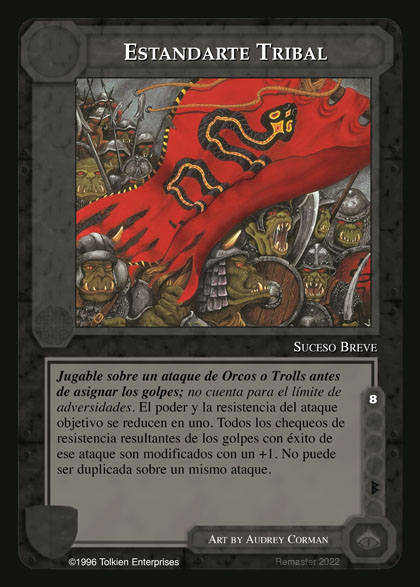 ESTANDARTE TRIBAL
SUCESO BREVE
Jugable sobre un ataque de Orcos o Trolls antes
de asignar los golpes; no cuenta para el límite de
adversidades. El poder y la resistencia del ataque
objetivo se reducen en uno. Todos los chequeos de
resistencia resultantes de los golpes con éxito de
ese ataque son modificados con un +1. No puede
ser duplicada sobre un mismo ataque.
8
ART BY AUDREY CORMAN
©1996 Tolkien Enterprises
Remaster 2022